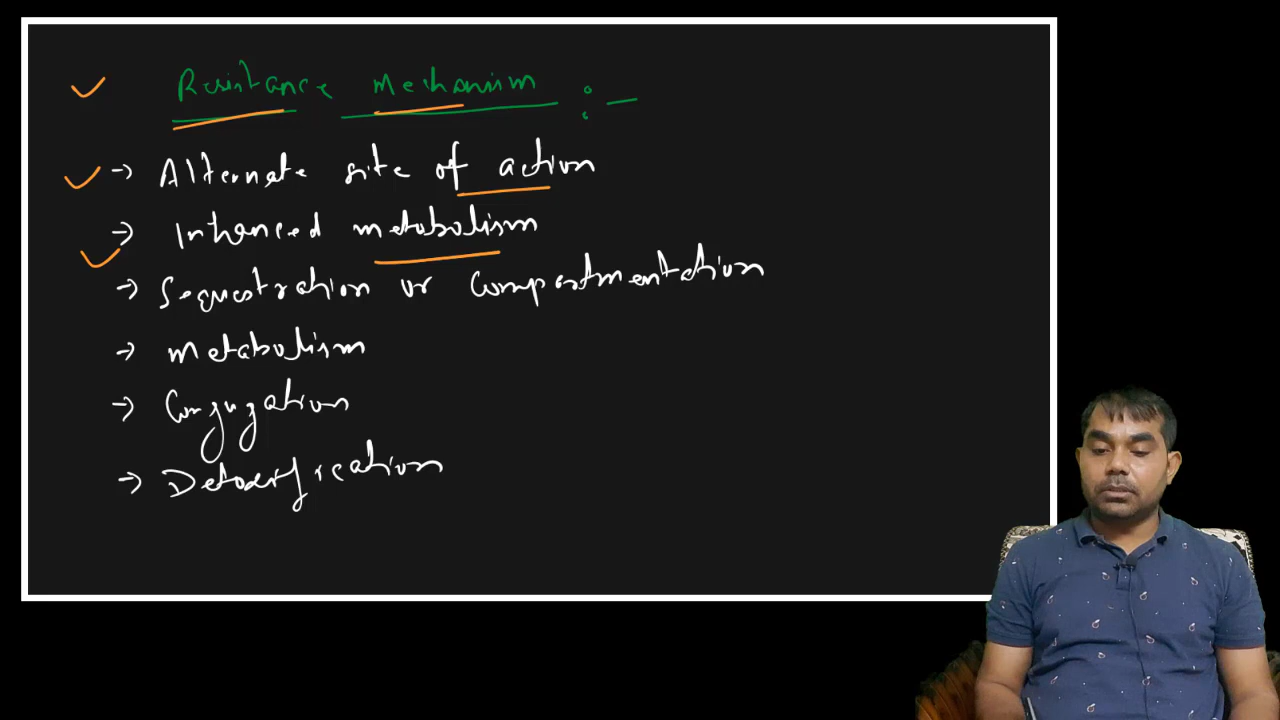 Resistance mechanism :-
→ Alternate site of action
→ Inhanced metabolism
→ Sequestration or Compartmentation
→ metabolism
→ Conjugation
→ Detoxification